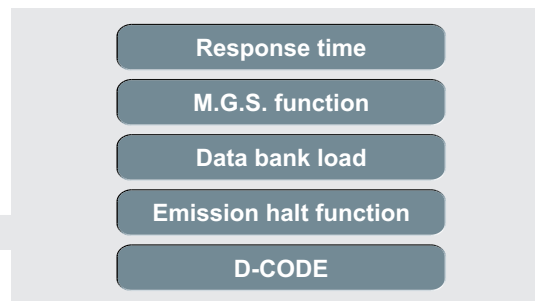 Response time
M.G.S. function
Data bank load
Emission halt function
D-CODE